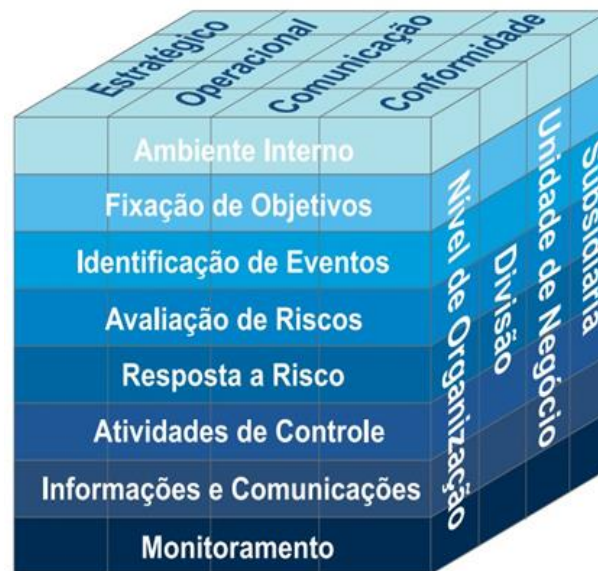 Estratégico
Operacional
Comunicação
Conformidade
Ambiente Interno
Fixação de Objetivos
Identificação de Eventos
Avaliação de Riscos
Resposta a Risco
Atividades de Controle
Informações e Comunicações
Monitoramento
Nível de Organização
Divisão
Unidade de Negócio
Subsidiária